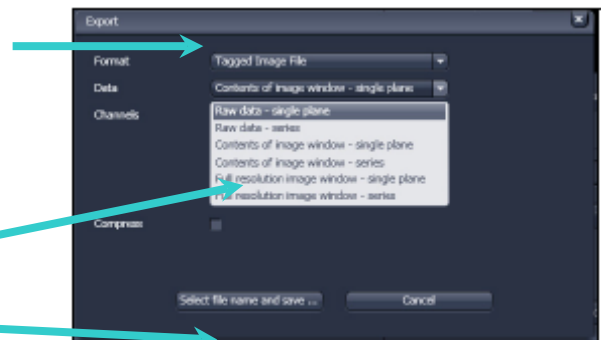 Export
Format Tagged Image File
Data Contents of image window - single plane
Channels Raw data - single plane
Raw data - series
Contents of image window - single plane
Contents of image window - series
Full resolution image window - single plane
Full resolution image window - series
Compress
Select file name and save ... Cancel